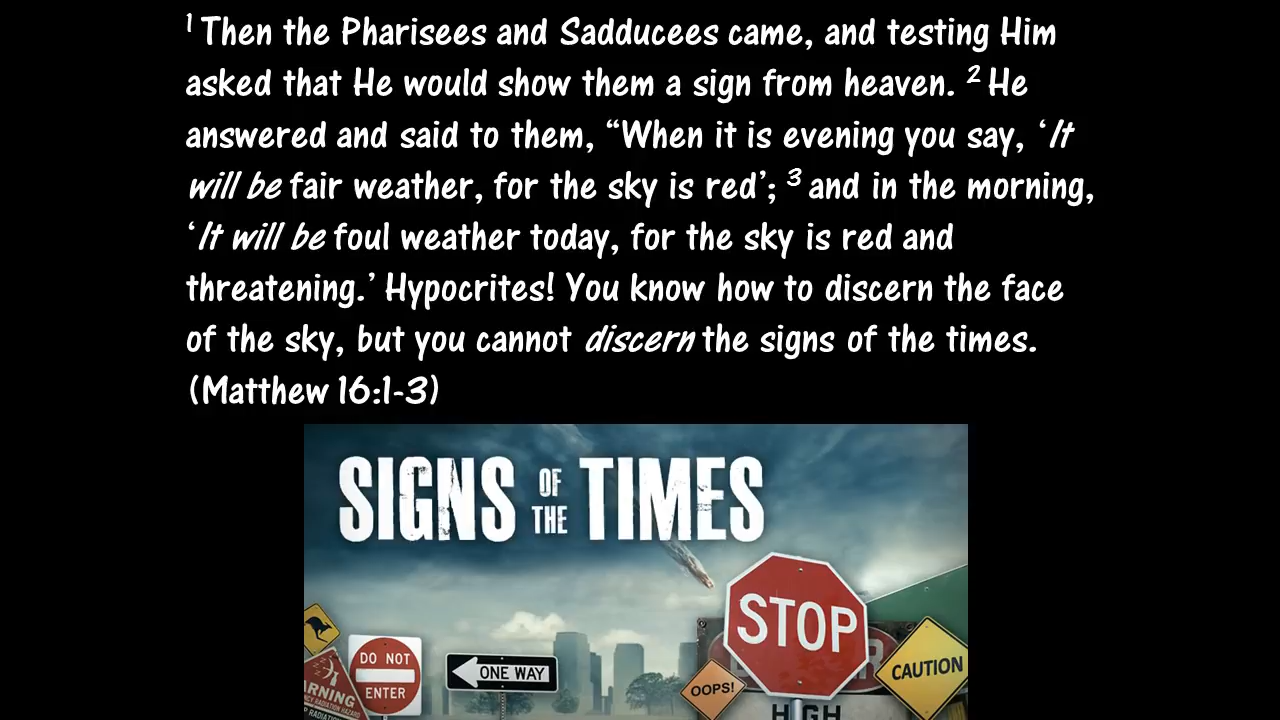 ¹ Then the Pharisees and Sadducees came, and testing Him
asked that He would show them a sign from heaven. ² He
answered and said to them, “When it is evening you say, ‘It
will be fair weather, for the sky is red’; ³ and in the morning,
‘It will be foul weather today, for the sky is red and
threatening.’ Hypocrites! You know how to discern the face
of the sky, but you cannot discern the signs of the times.
(Matthew 16:1-3)
SIGNS OF THE TIMES
STOP
DO NOT
ENTER
ONE WAY
OOPS!
CAUTION
HIGH